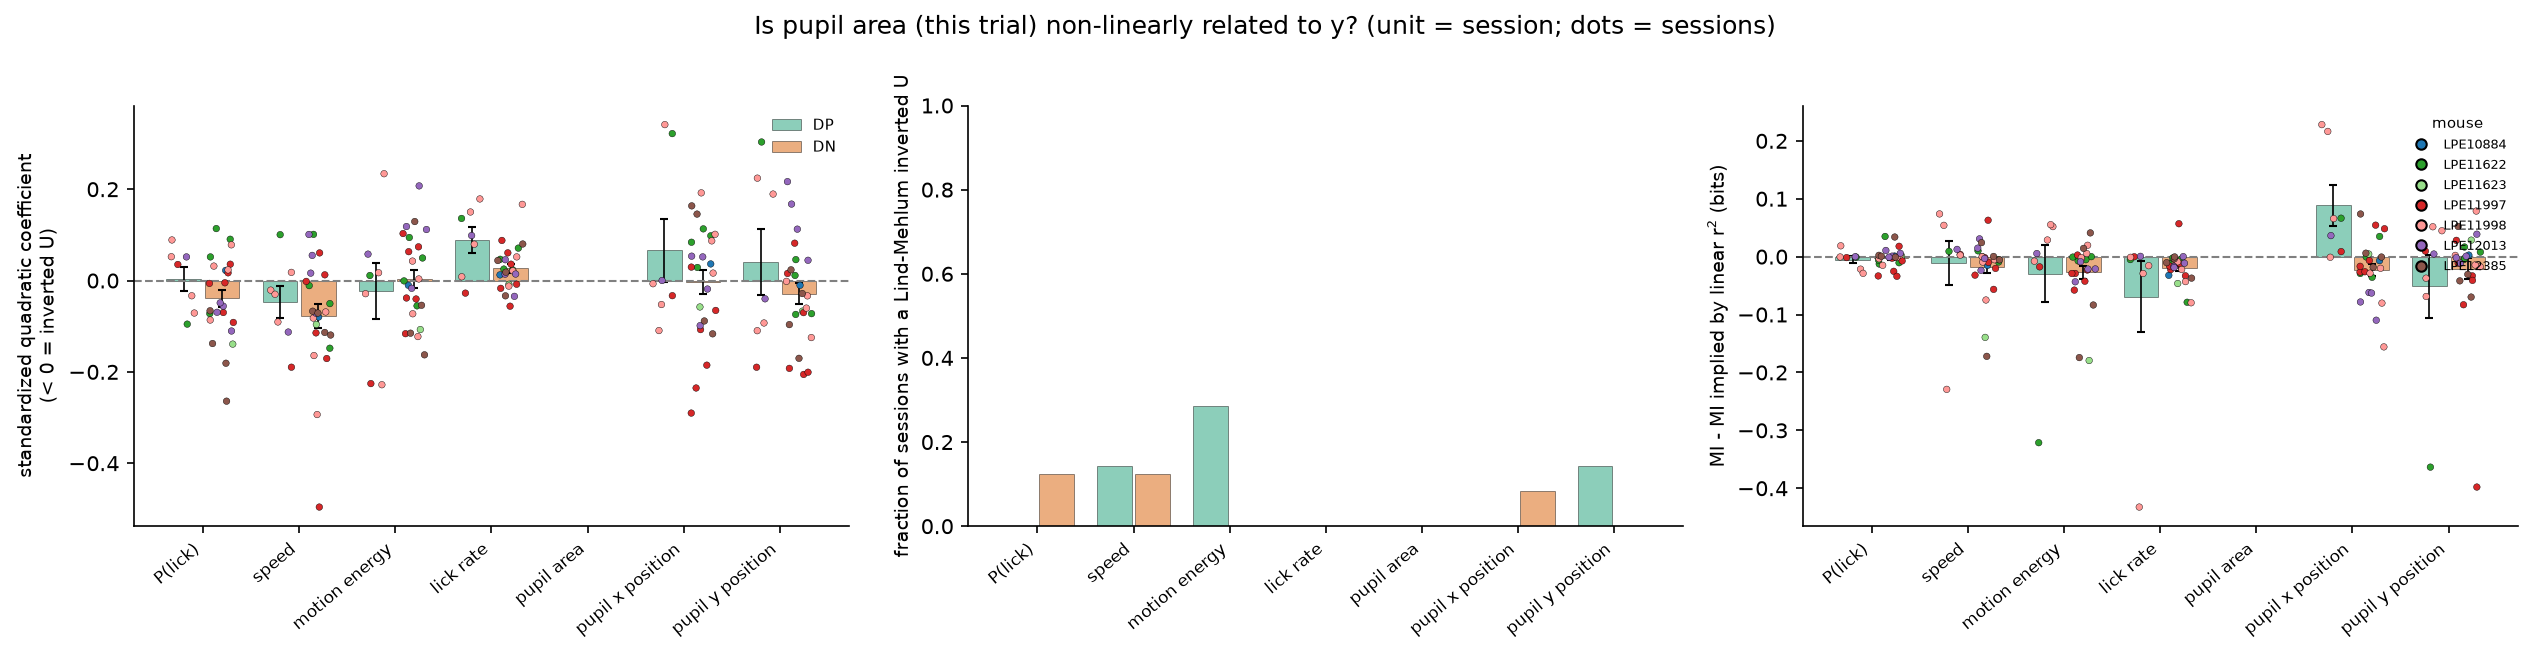 Is pupil area (this trial) non-linearly related to y? (unit = session; dots = sessions)
standardized quadratic coefficient
(< 0 = inverted U)
0.2
0.0
−0.2
−0.4
DP
DN
P(lick)
speed
motion energy
lick rate
pupil area
pupil x position
pupil y position
fraction of sessions with a Lind-Mehlum inverted U
1.0
0.8
0.6
0.4
0.2
0.0
P(lick)
speed
motion energy
lick rate
pupil area
pupil x position
pupil y position
MI - MI implied by linear r² (bits)
0.2
0.1
0.0
−0.1
−0.2
−0.3
−0.4
mouse
LPE10884
LPE11622
LPE11623
LPE11997
LPE11998
LPE12013
LPE12385
P(lick)
speed
motion energy
lick rate
pupil area
pupil x position
pupil y position